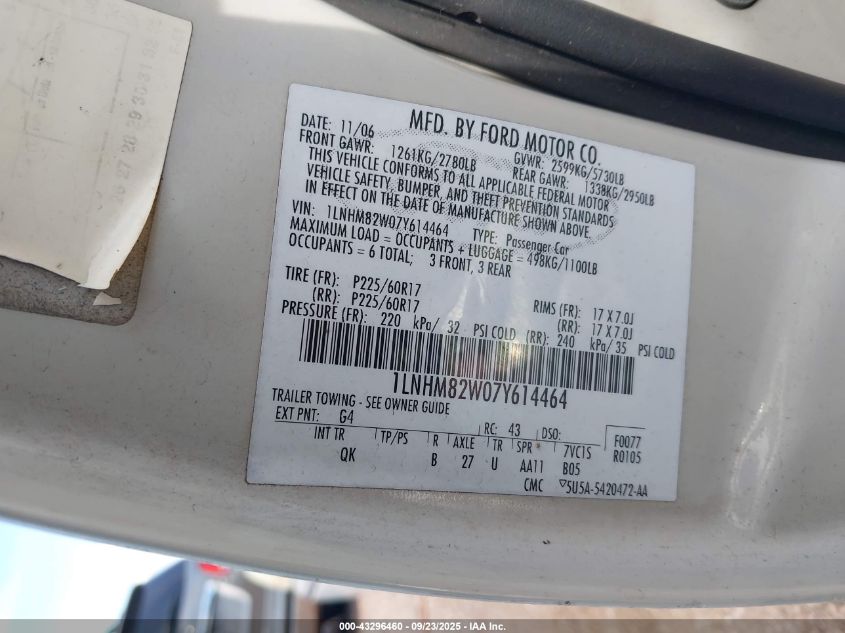 DATE: 11/06 MFD. BY FORD MOTOR CO.
FRONT GAWR: 1261KG/2780LB GVWR: 2599KG/5730LB
REAR GAWR: 1338KG/2950LB
THIS VEHICLE CONFORMS TO ALL APPLICABLE FEDERAL MOTOR
VEHICLE SAFETY, BUMPER, AND THEFT PREVENTION STANDARDS
IN EFFECT ON THE DATE OF MANUFACTURE SHOWN ABOVE.
VIN: 1LNHM82W07Y614464 TYPE: Passenger Car
MAXIMUM LOAD = OCCUPANTS + LUGGAGE = 498KG/1100LB
OCCUPANTS = 6 TOTAL; 3 FRONT, 3 REAR
TIRE (FR): P225/60R17 RIMS (FR): 17 X 7.0J
(RR): P225/60R17 (RR): 17 X 7.0J
PRESSURE (FR): 220 kPa/ 32 PSI COLD (RR): 240 kPa/ 35 PSI COLD
1LNHM82W07Y614464
TRAILER TOWING - SEE OWNER GUIDE
EXT PNT: G4 RC: 43 DSO: F0077
INT TR TP/PS R AXLE TR SPR 7VC1S R0105
QK B 27 U AA11 B05
CMC ▽5U5A-5420472-AA
000-43296460 - 09/23/2025 - IAA Inc.